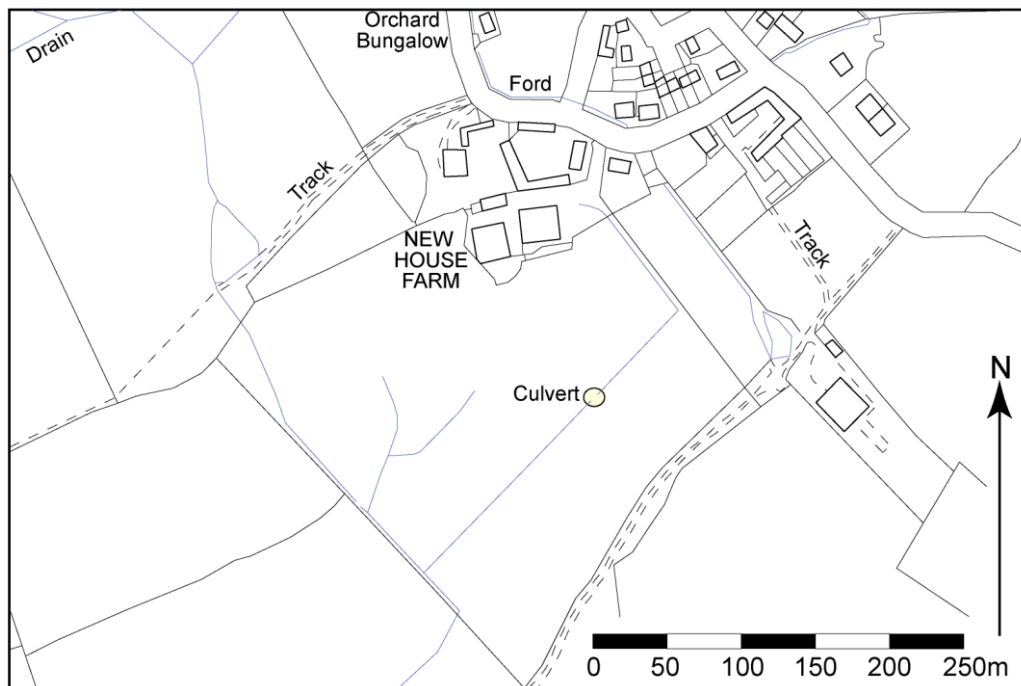 Orchard
Bungalow
Drain
Ford
Track
NEW
HOUSE
FARM
Track
Culvert
N
0 50 100 150 200 250m